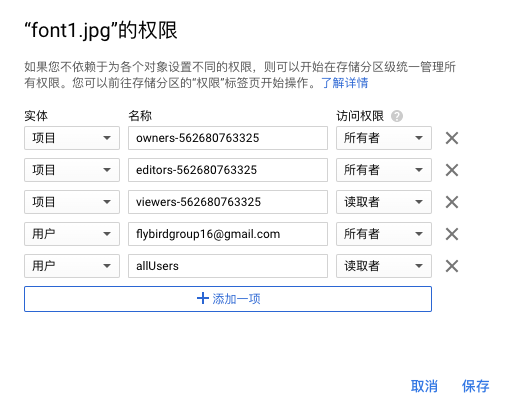 “font1.jpg”的权限
如果您不依赖于为各个对象设置不同的权限，则可以开始在存储分区级统一管理所
有权限。您可以前往存储分区的“权限”标签页开始操作。了解详情
实体 名称 访问权限 ?
项目 owners-562680763325 所有者
项目 editors-562680763325 所有者
项目 viewers-562680763325 读取者
用户 flybirdgroup16@gmail.com 所有者
用户 allUsers 读取者
+ 添加一项
取消 保存